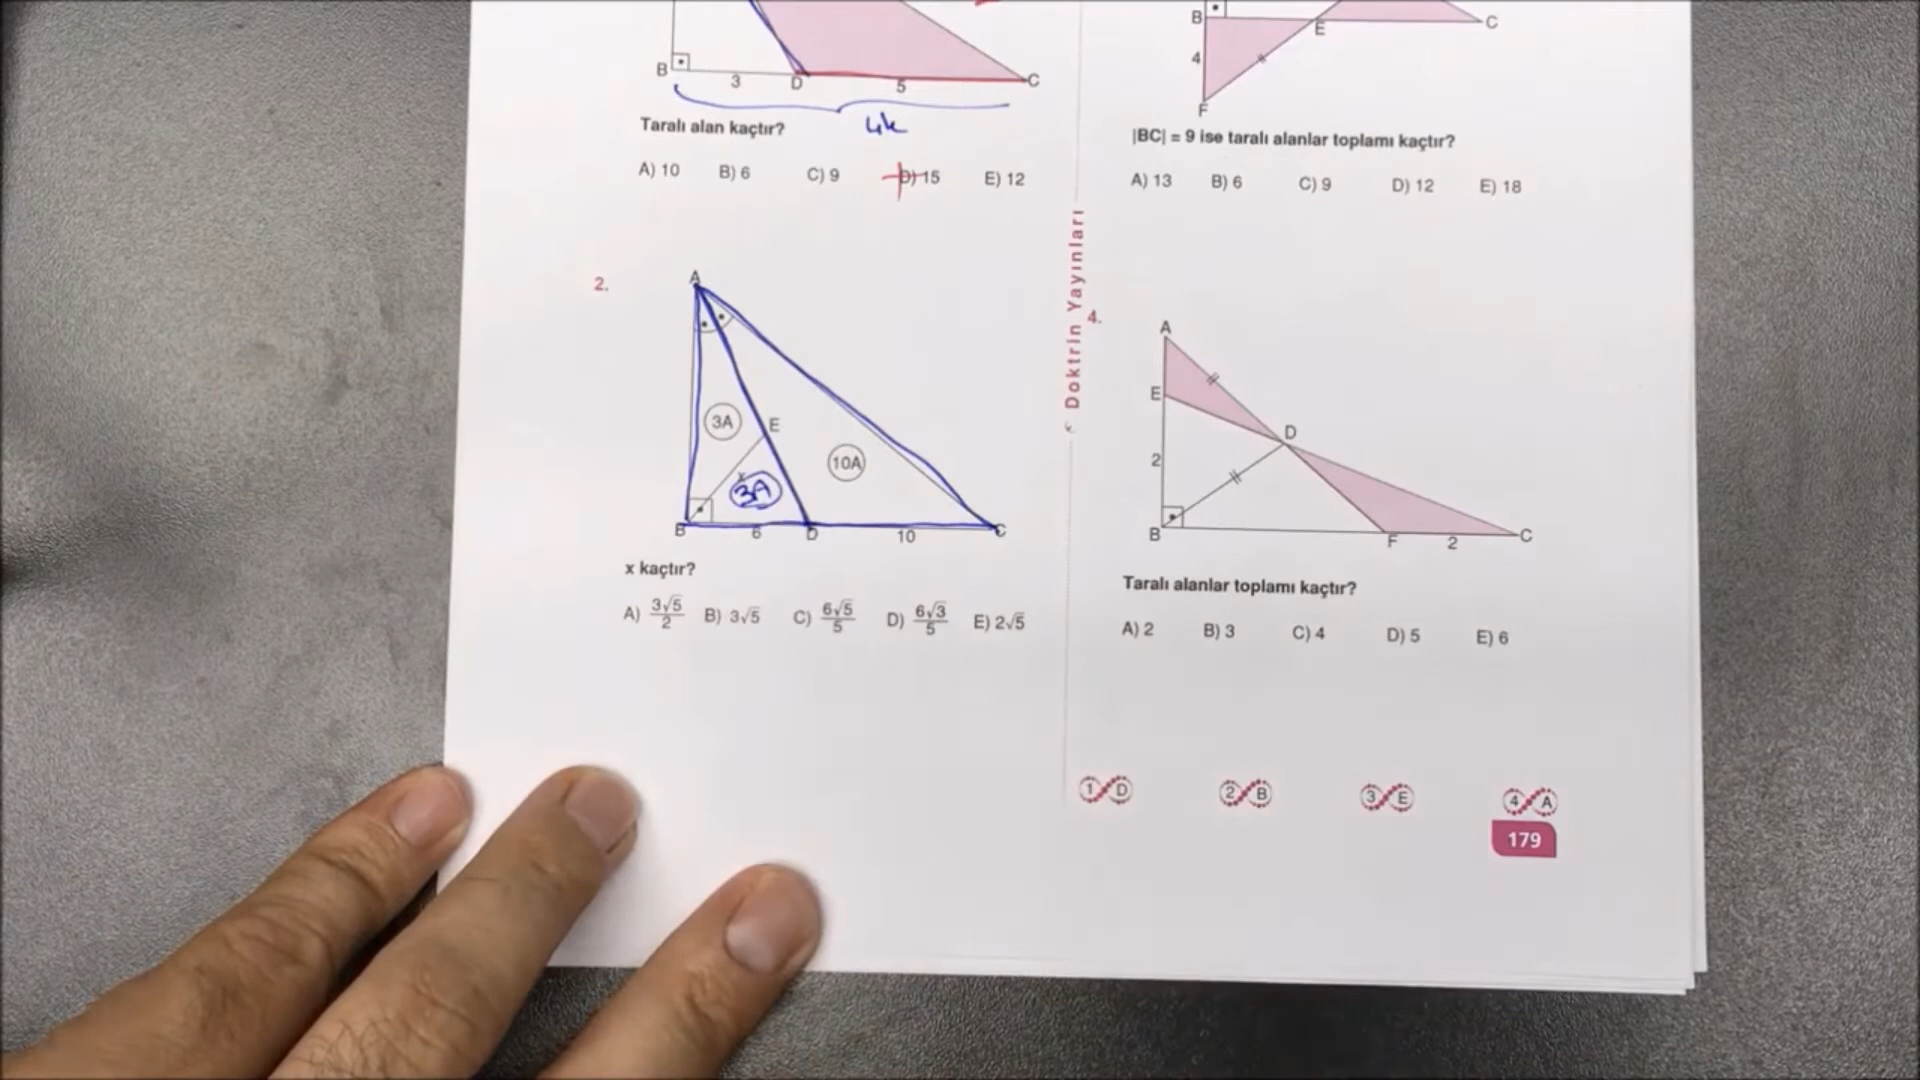 B
3
D
5
C
4k
Taralı alan kaçtır?
A) 10 B) 6 C) 9 D) 15 E) 12
2.
A
3A
E
10A
x
3A
B
6
D
10
C
x kaçtır?
A) 3√5/2 B) 3√5 C) 6√5/5 D) 6√3/5 E) 2√5
Doktrin Yayınları
B
E
C
4
F
|BC| = 9 ise taralı alanlar toplamı kaçtır?
A) 13 B) 6 C) 9 D) 12 E) 18
4.
A
E
D
2
B
F
2
C
Taralı alanlar toplamı kaçtır?
A) 2 B) 3 C) 4 D) 5 E) 6
1 D 2 B 3 E 4 A
179